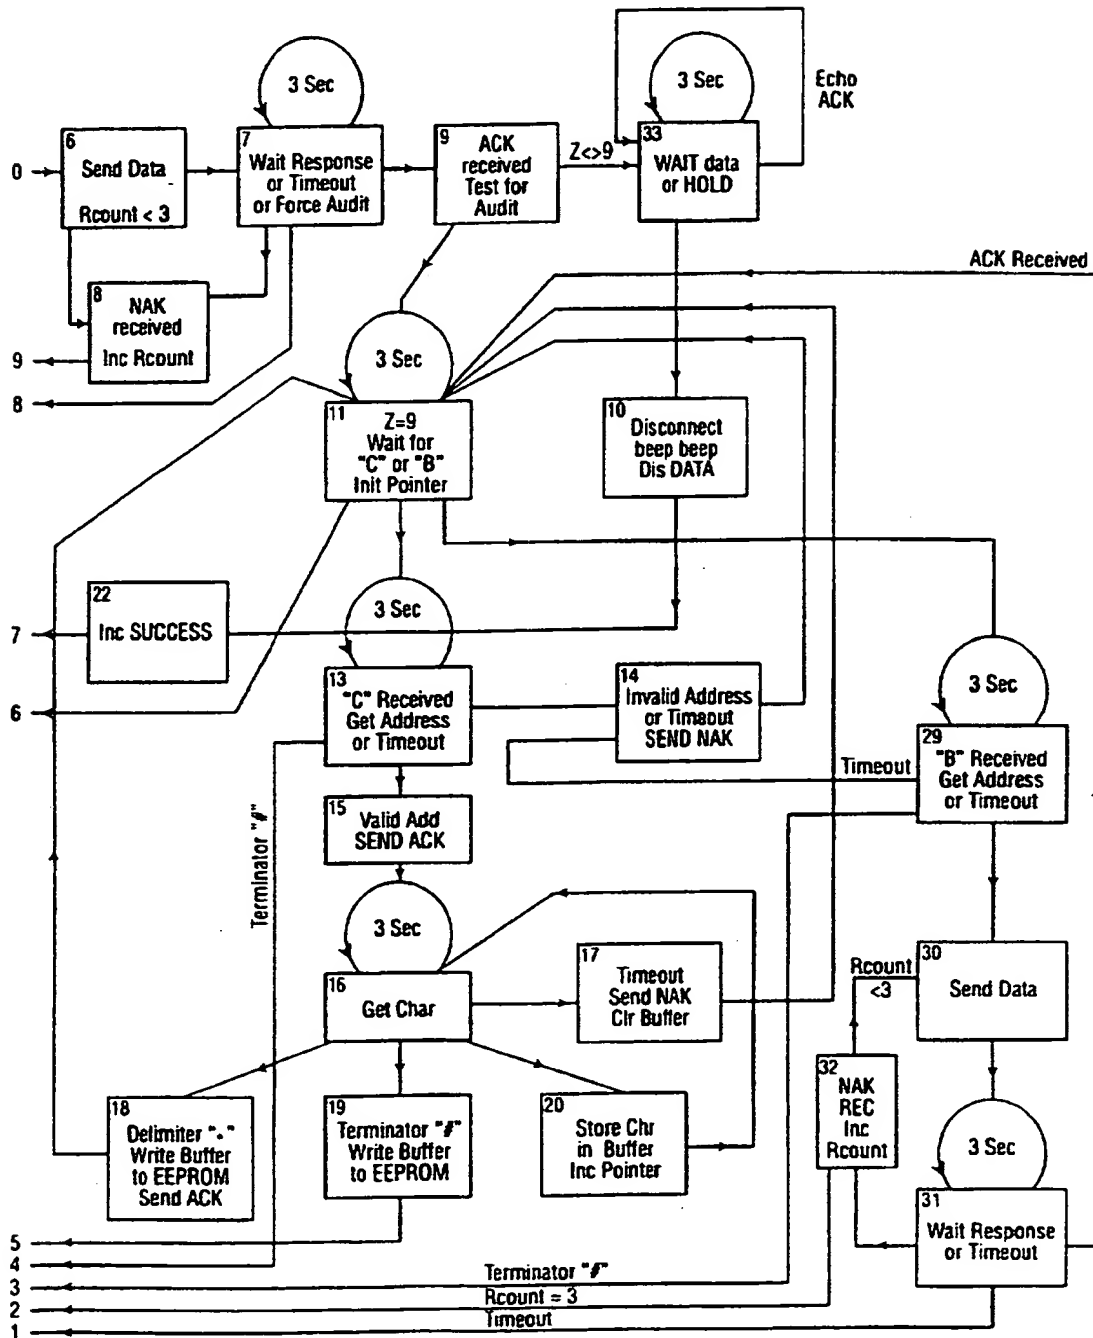 3 Sec
3 Sec
Echo
ACK
6
Send Data
Rcount < 3
7
Wait Response
or Timeout
or Force Audit
9
ACK
received
Test for
Audit
Z<>9
33
WAIT data
or HOLD
0
ACK Received
8
NAK
received
Inc Rcount
9
8
3 Sec
11
Z=9
Wait for
"C" or "B"
Init Pointer
10
Disconnect
beep beep
Dis DATA
22
Inc SUCCESS
7
6
3 Sec
13
"C" Received
Get Address
or Timeout
14
Invalid Address
or Timeout
SEND NAK
3 Sec
Timeout
29
"B" Received
Get Address
or Timeout
15
Valid Add
SEND ACK
Terminator "#"
3 Sec
16
Get Char
17
Timeout
Send NAK
Clr Buffer
Rcount
<3
30
Send Data
18
Delimiter "-"
Write Buffer
to EEPROM
Send ACK
19
Terminator "#"
Write Buffer
to EEPROM
20
Store Chr
in Buffer
Inc Pointer
32
NAK
REC
Inc
Rcount
3 Sec
31
Wait Response
or Timeout
5
4
3
Terminator "#"
2
Rcount = 3
1
Timeout